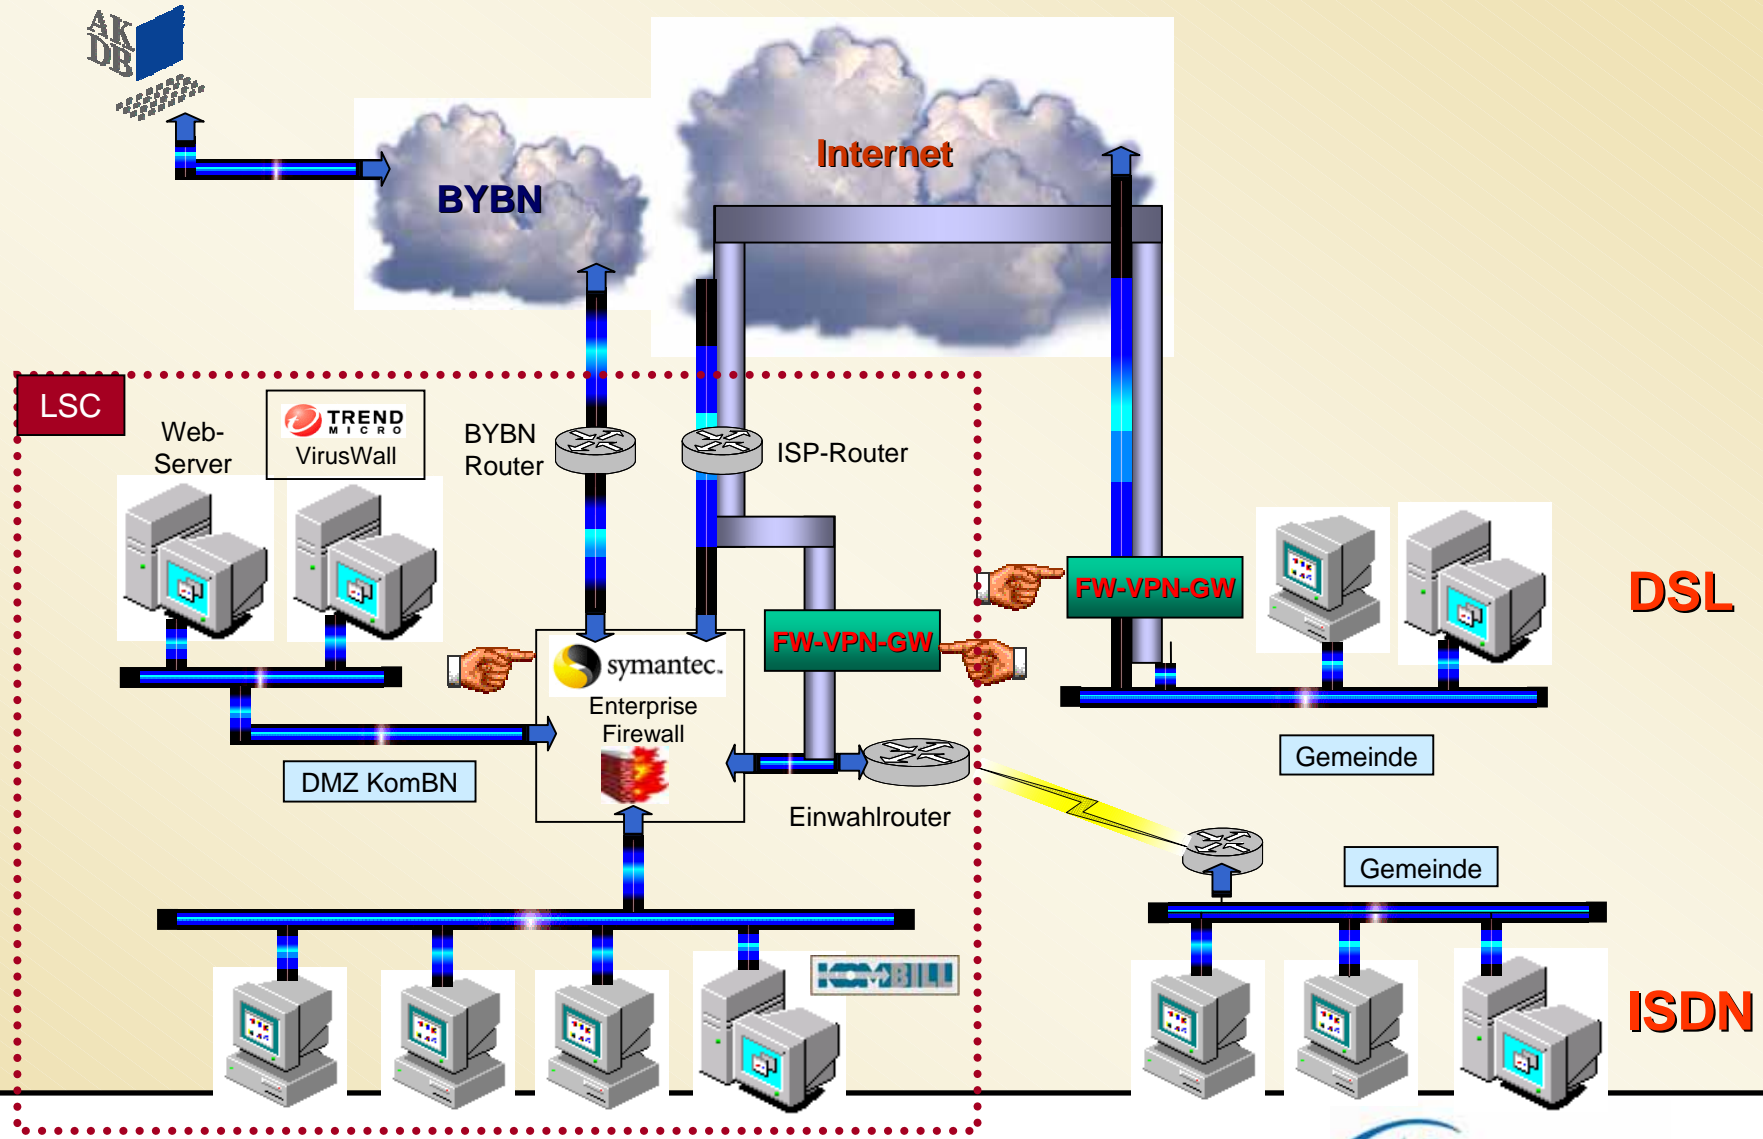 AK
DB
Internet
BYBN
LSC
TREND
MICRO
VirusWall
Web-
Server
BYBN
Router
ISP-Router
FW-VPN-GW
DSL
FW-VPN-GW
symantec.
Enterprise
Firewall
DMZ KomBN
Gemeinde
Einwahlrouter
Gemeinde
KOMBILL
ISDN